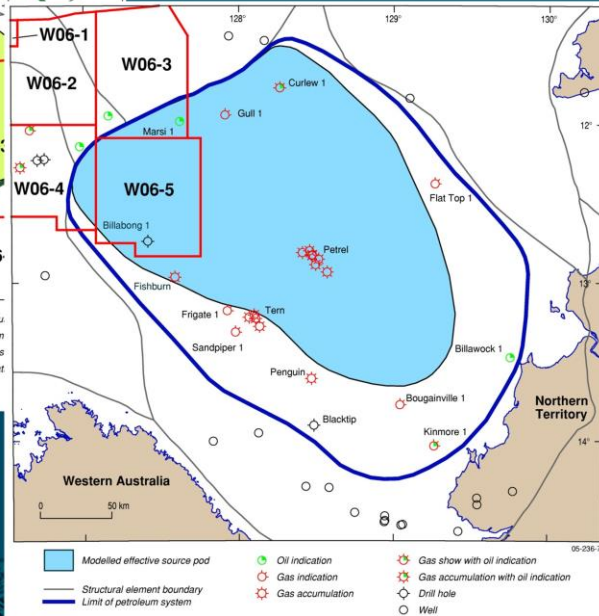 128°
129°
130°
W06-1
W06-2
W06-3
Curlew 1
Gull 1
Marsi 1
12°
W06-4
W06-5
Flat Top 1
Billabong 1
Petrel
Fishburn
13°
Frigate 1
Tern
Sandpiper 1
Billawock 1
Penguin
Bougainville 1
Northern
Territory
Blacktip
Kinmore 1
14°
Western Australia
0
50 km
05-236-
Modelled effective source pod
Structural element boundary
Limit of petroleum system
Oil indication
Gas indication
Gas accumulation
Gas show with oil indication
Gas accumulation with oil indication
Drill hole
Well